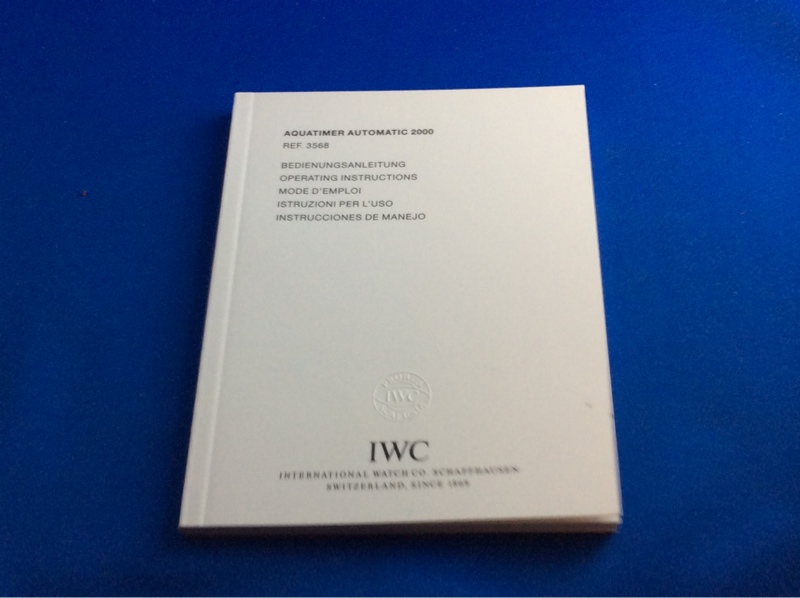 AQUATIMER AUTOMATIC 2000
REF. 3568
BEDIENUNGSANLEITUNG
OPERATING INSTRUCTIONS
MODE D'EMPLOI
ISTRUZIONI PER L'USO
INSTRUCCIONES DE MANEJO
IWC
IWC
INTERNATIONAL WATCH CO. SCHAFFHAUSEN
SWITZERLAND, SINCE 1868